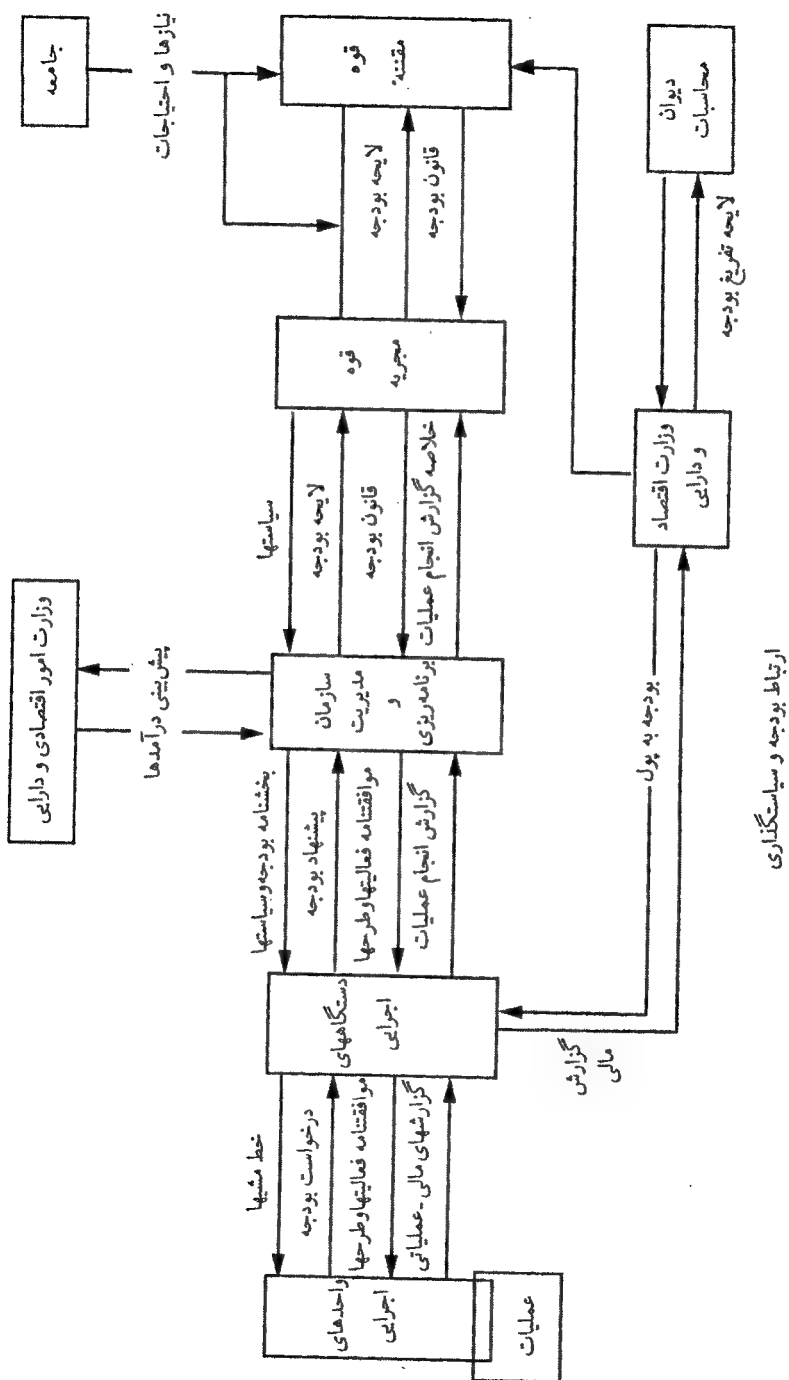 جامعه
نیازها و احتیاجات
قوه
مقننه
دیوان
محاسبات
لایحه بودجه
قانون بودجه
لایحه تفریغ بودجه
قوه
مجریه
وزارت اقتصاد
و دارایی
سیاستها
لایحه بودجه
قانون بودجه
خلاصه گزارش انجام عملیات
وزارت امور اقتصادی و دارایی
پیش‌بینی درآمدها
سازمان
مدیریت
و
برنامه‌ریزی
بودجه به پول
بخشنامه بودجه و سیاستها
پیشنهاد بودجه
موافقتنامه فعالیتها و طرحها
گزارش انجام عملیات
دستگاههای
اجرایی
گزارش
مالی
خط مشیها
درخواست بودجه
موافقتنامه فعالیتها و طرحها
گزارشهای مالی - عملیاتی
واحدهای
اجرایی
عملیات
ارتباط بودجه و سیاستگذاری